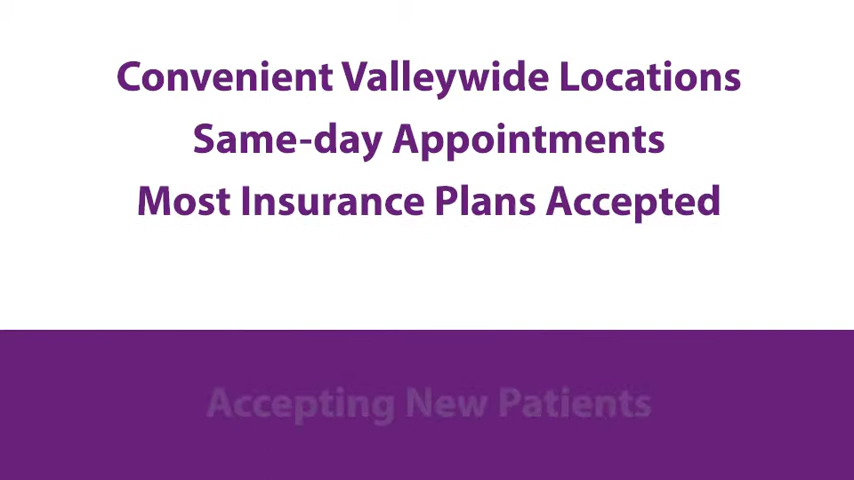 Convenient Valleywide Locations
Same-day Appointments
Most Insurance Plans Accepted
Accepting New Patients